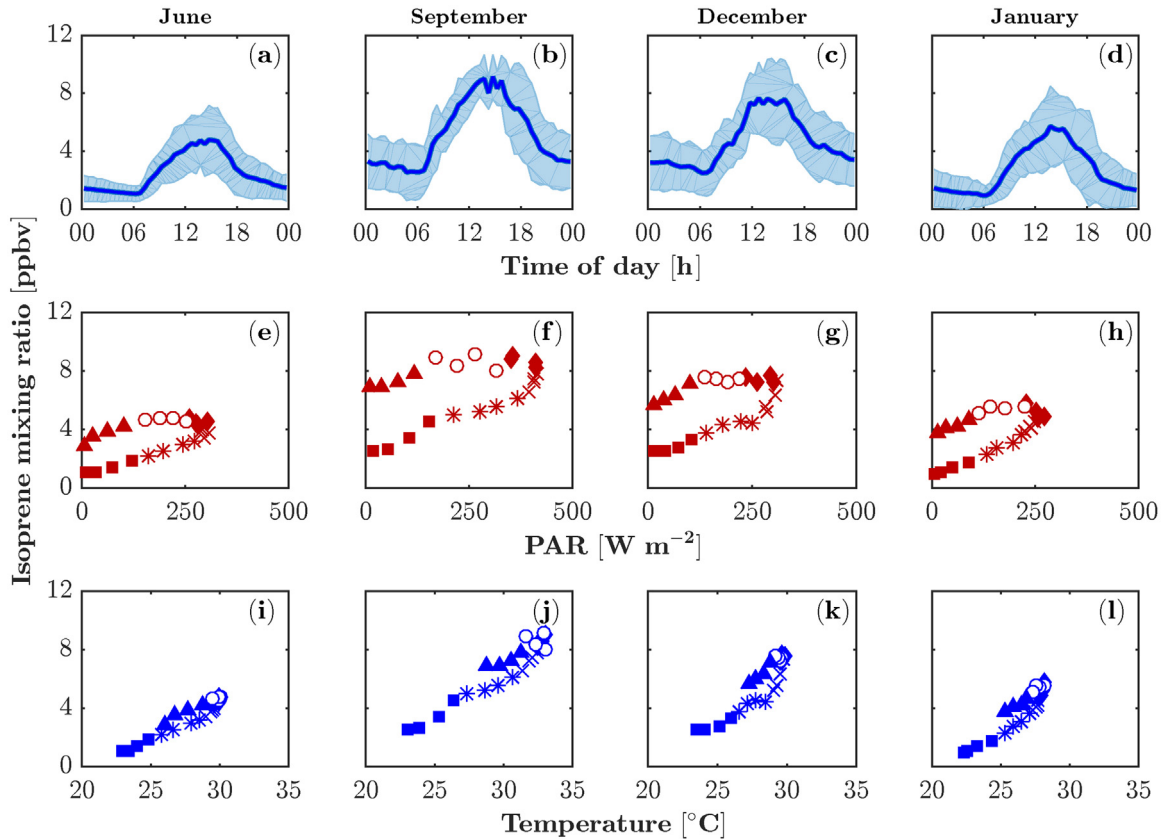 June September December January
Isoprene mixing ratio [ppbv]
12 (a) (b) (c) (d)
8
4
0
00 06 12 18 00 00 06 12 18 00 00 06 12 18 00 00 06 12 18 00
Time of day [h]
12 (e) (f) (g) (h)
8
4
0
0 250 500 0 250 500 0 250 500 0 250 500
PAR [W m−2]
12 (i) (j) (k) (l)
8
4
0
20 25 30 35 20 25 30 35 20 25 30 35 20 25 30 35
Temperature [°C]